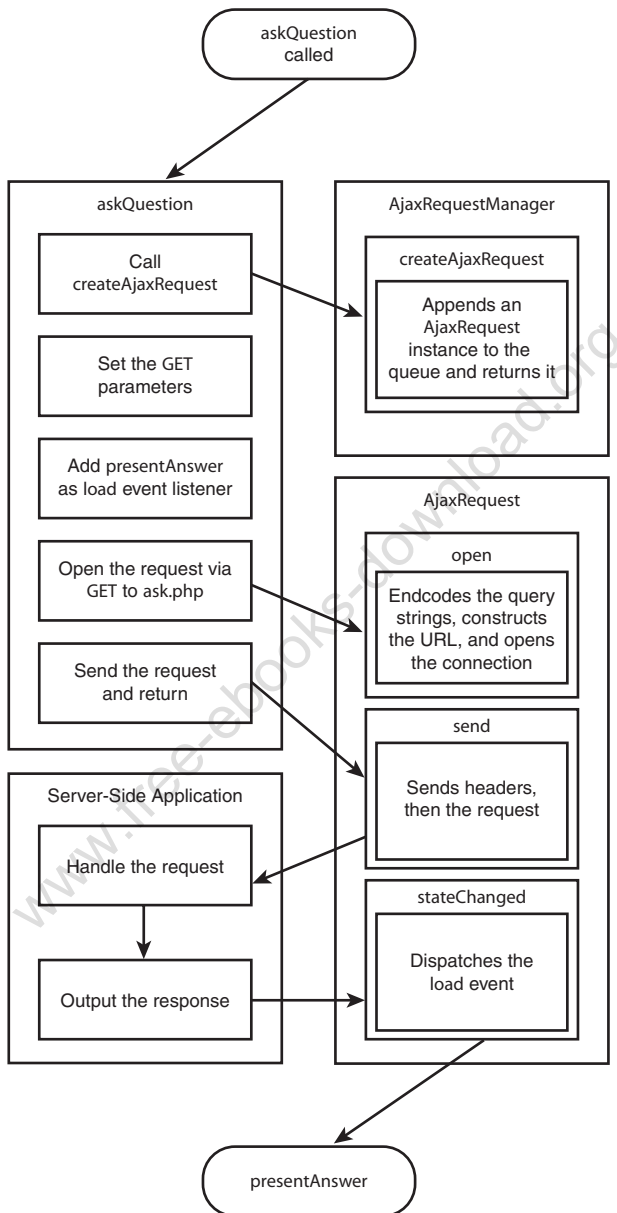 askQuestion
called
askQuestion
Call
createAjaxRequest
Set the GET
parameters
Add presentAnswer
as load event listener
Open the request via
GET to ask.php
Send the request
and return
AjaxRequestManager
createAjaxRequest
Appends an
AjaxRequest
instance to the
queue and returns it
AjaxRequest
open
Endcodes the query
strings, constructs
the URL, and opens
the connection
send
Sends headers,
then the request
Server-Side Application
Handle the request
Output the response
stateChanged
Dispatches the
load event
presentAnswer
www.free-ebooks-download.org